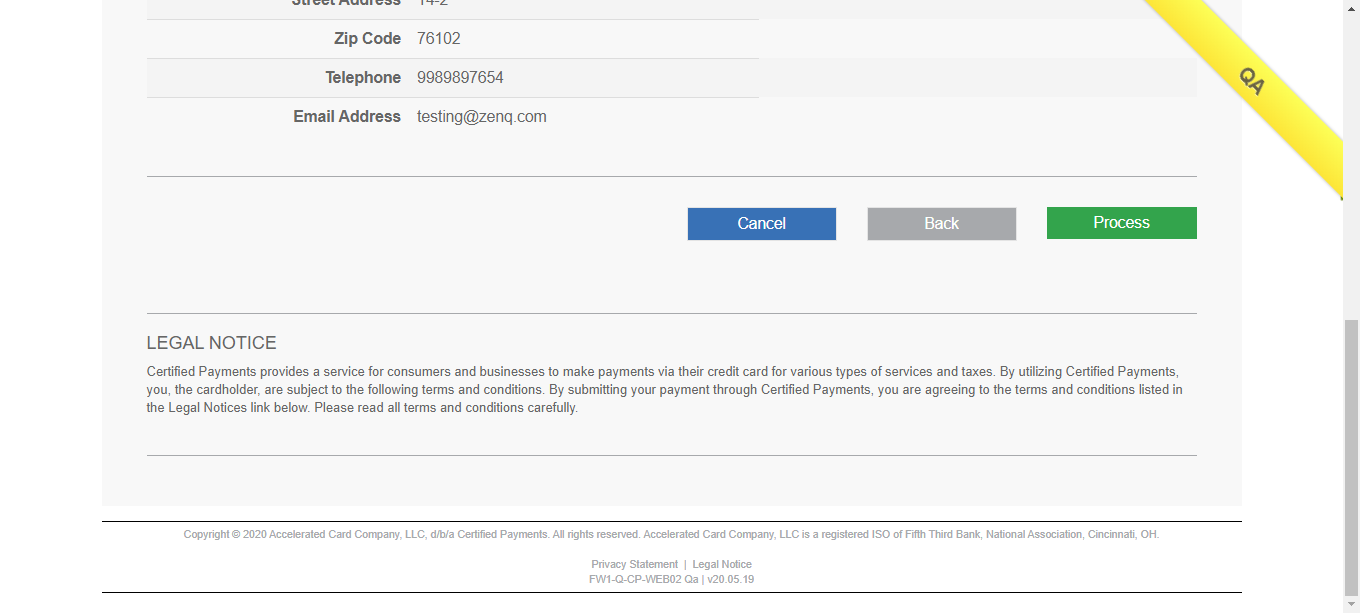 Street Address 14-2
Zip Code 76102
Telephone 9989897654
Email Address testing@zenq.com
QA
Cancel Back Process
LEGAL NOTICE
Certified Payments provides a service for consumers and businesses to make payments via their credit card for various types of services and taxes. By utilizing Certified Payments,
you, the cardholder, are subject to the following terms and conditions. By submitting your payment through Certified Payments, you are agreeing to the terms and conditions listed in
the Legal Notices link below. Please read all terms and conditions carefully.
Copyright © 2020 Accelerated Card Company, LLC, d/b/a Certified Payments. All rights reserved. Accelerated Card Company, LLC is a registered ISO of Fifth Third Bank, National Association, Cincinnati, OH.
Privacy Statement | Legal Notice
FW1-Q-CP-WEB02 Qa | v20.05.19